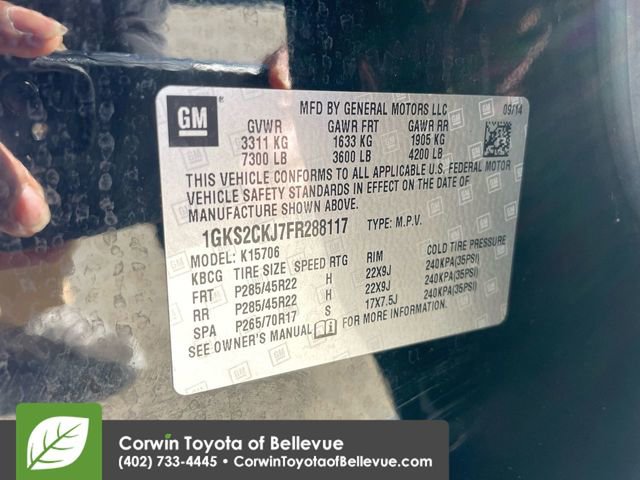 GM
MFD BY GENERAL MOTORS LLC 09/14
GVWR GAWR FRT GAWR RR
3311 KG 1633 KG 1905 KG
7300 LB 3600 LB 4200 LB
THIS VEHICLE CONFORMS TO ALL APPLICABLE U.S. FEDERAL MOTOR
VEHICLE SAFETY STANDARDS IN EFFECT ON THE DATE OF
MANUFACTURE SHOWN ABOVE.
1GKS2CKJ7FR288117 TYPE: M.P.V.
MODEL: K15706
KBCG TIRE SIZE SPEED RTG RIM COLD TIRE PRESSURE
FRT P285/45R22 H 22X9J 240KPA(35PSI)
RR P285/45R22 H 22X9J 240KPA(35PSI)
SPA P265/70R17 S 17X7.5J 240KPA(35PSI)
SEE OWNER'S MANUAL FOR MORE INFORMATION
Corwin Toyota of Bellevue
(402) 733-4445 • CorwinToyotaofBellevue.com